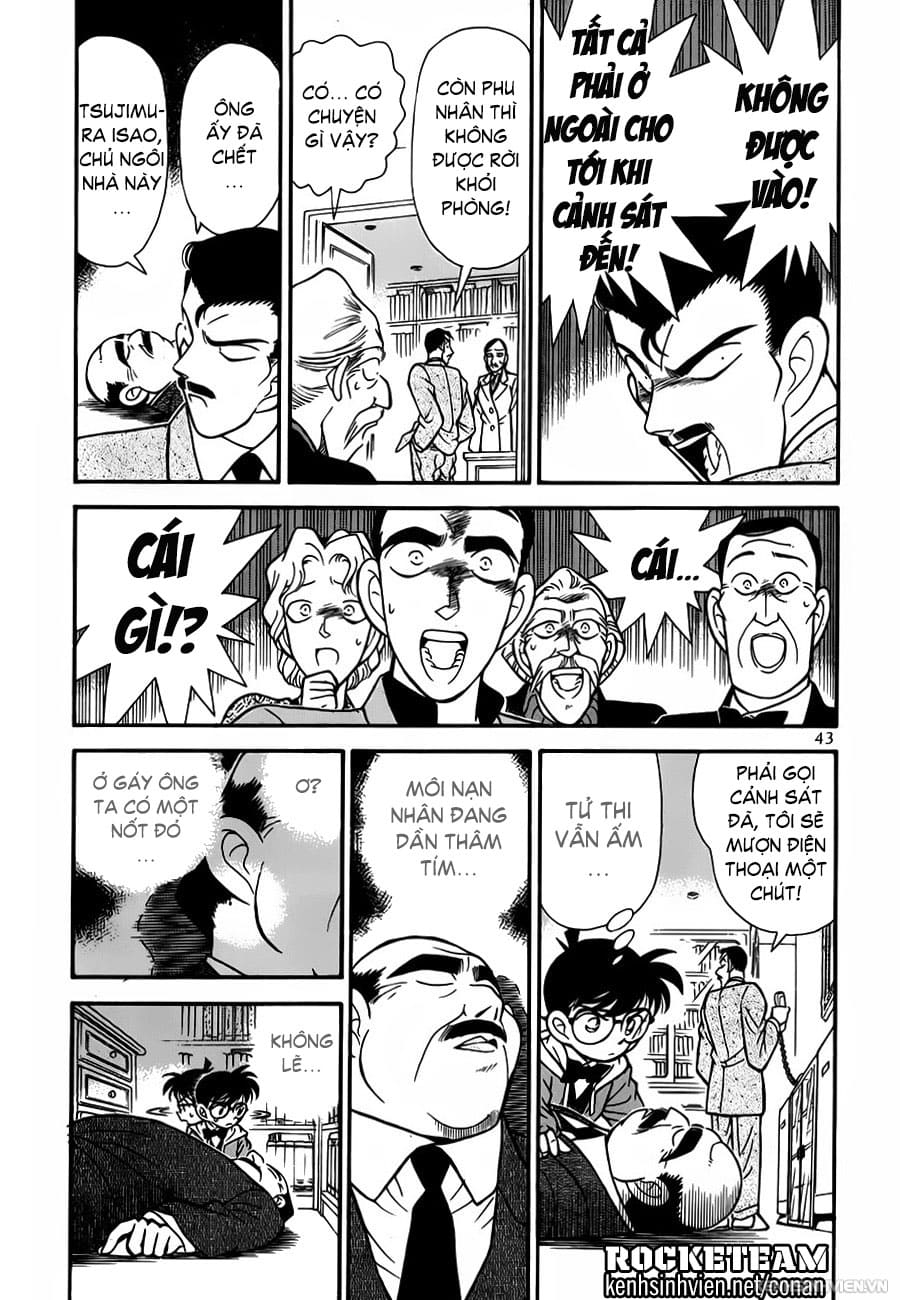 KHÔNG
ĐƯỢC
VÀO!
TẤT CẢ
PHẢI Ở
NGOÀI CHO
TỚI KHI
CẢNH SÁT
ĐẾN!
CÒN PHU
NHÂN THÌ
KHÔNG
ĐƯỢC RỜI
KHỎI
PHÒNG!
CÓ... CÓ
CHUYỆN
GÌ VẬY?
ÔNG
ẤY ĐÃ
CHẾT
...
TSUJIMU-
RA ISAO,
CHỦ NGÔI
NHÀ NÀY
...
CÁI...
CÁI
GÌ!?
43
PHẢI GỌI
CẢNH SÁT
ĐÃ, TÔI SẼ
MƯỢN ĐIỆN
THOẠI MỘT
CHÚT!
TỬ THI
VẪN ẤM
...
MÔI NẠN
NHÂN ĐANG
DẦN THÂM
TÍM...
Ơ?
Ở GÁY ÔNG
TA CÓ MỘT
NỐT ĐỎ
...
KHÔNG
LẼ...
ROCKETEAM
kenhsinhvien.net/conan